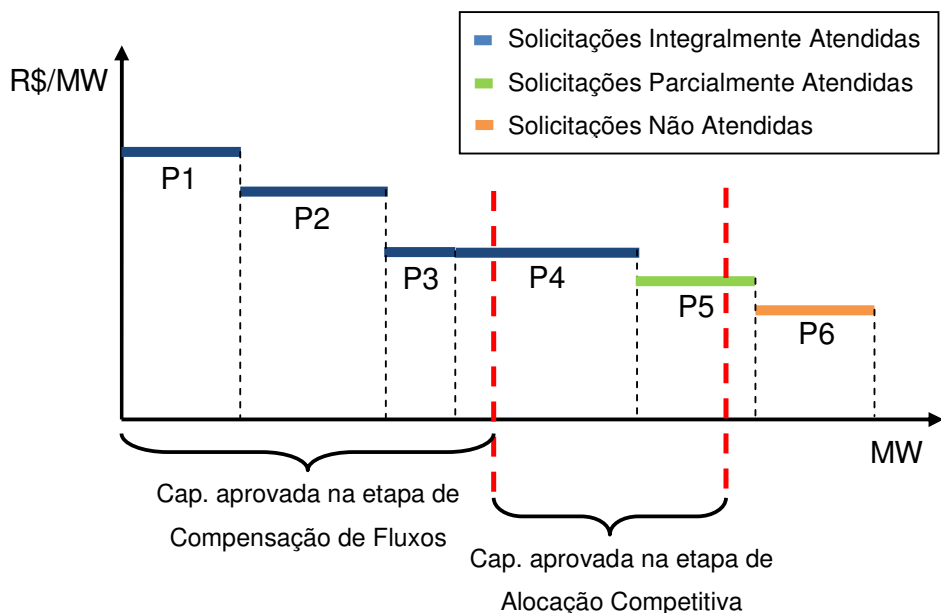 R$/MW
Solicitações Integralmente Atendidas
Solicitações Parcialmente Atendidas
Solicitações Não Atendidas
P1
P2
P3
P4
P5
P6
MW
Cap. aprovada na etapa de
Compensação de Fluxos
Cap. aprovada na etapa de
Alocação Competitiva